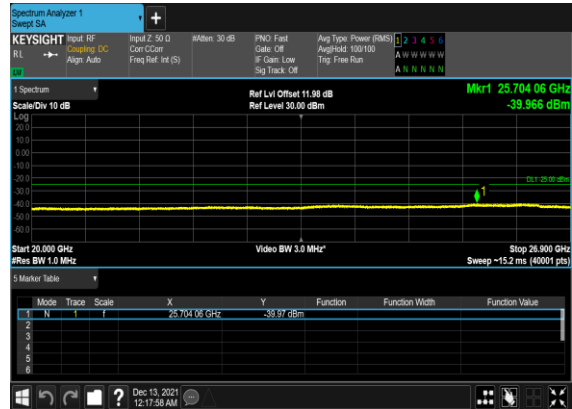 Spectrum Analyzer 1
Swept SA
+
KEYSIGHT Input: RF Input Z: 50 Ω #Atten: 30 dB PNO: Fast Avg Type: Power (RMS) 1 2 3 4 5 6
RL Coupling: DC Corr CCorr Gate: Off Avg|Hold: 100/100 A W W W W W
Align: Auto Freq Ref: Int (S) IF Gain: Low Trig: Free Run
Sig Track: Off A N N N N N
1 Spectrum Ref Lvl Offset 11.98 dB Mkr1 25.704 06 GHz
Scale/Div 10 dB Ref Level 30.00 dBm -39.966 dBm
Log
20.0
10.0
0.00
-10.0
-20.0
DL1 -25.00 dBm
-30.0
1
-40.0
-50.0
-60.0
Start 20.000 GHz Video BW 3.0 MHz* Stop 26.900 GHz
#Res BW 1.0 MHz Sweep ~15.2 ms (40001 pts)
5 Marker Table
Mode Trace Scale X Y Function Function Width Function Value
1 N 1 f 25.704 06 GHz -39.97 dBm
2
3
4
5
6
? Dec 13, 2021
12:17:58 AM